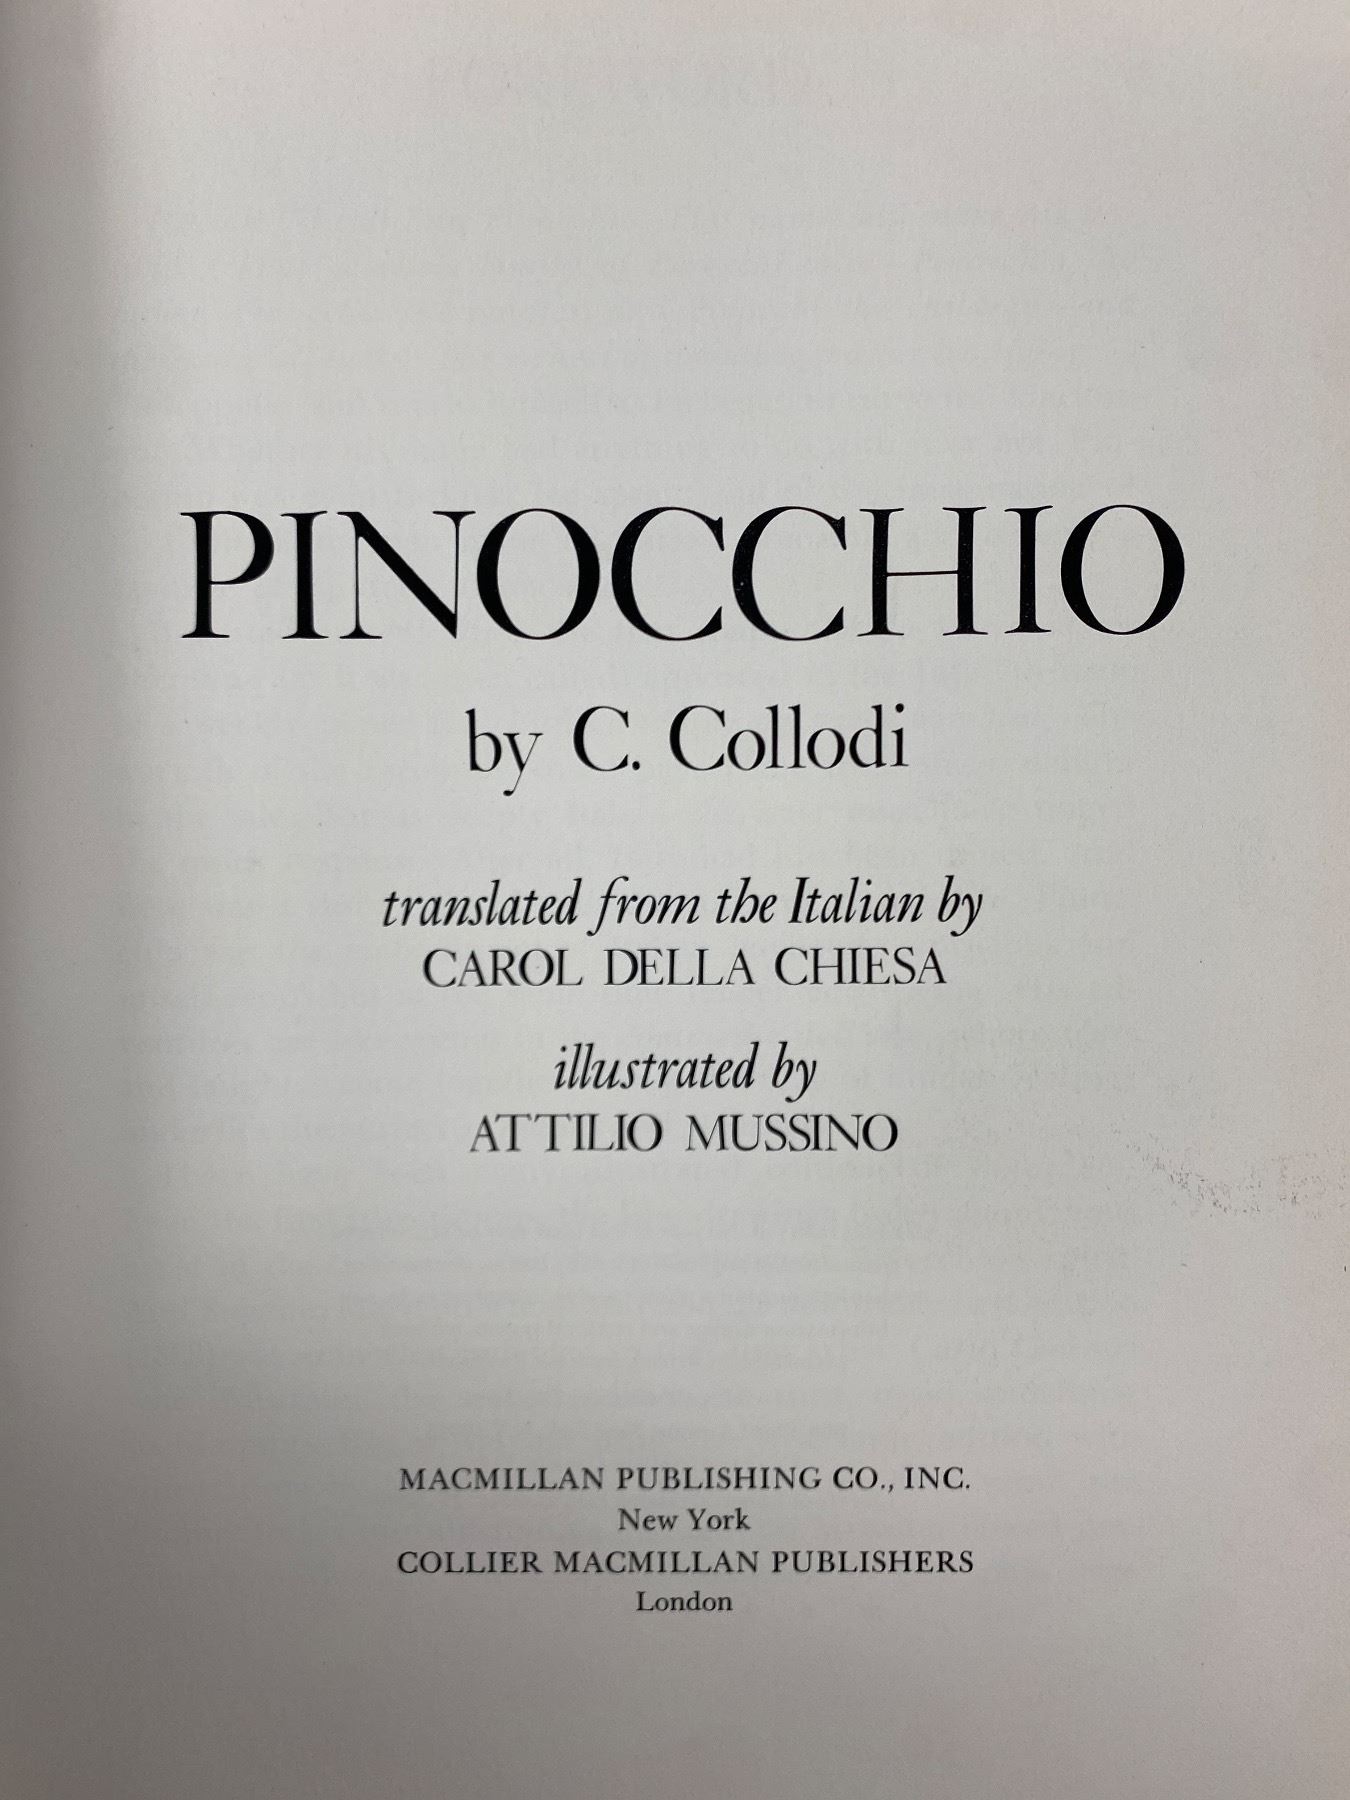 PINOCCHIO
by C. Collodi
translated from the Italian by
CAROL DELLA CHIESA
illustrated by
ATTILIO MUSSINO
MACMILLAN PUBLISHING CO., INC.
New York
COLLIER MACMILLAN PUBLISHERS
London